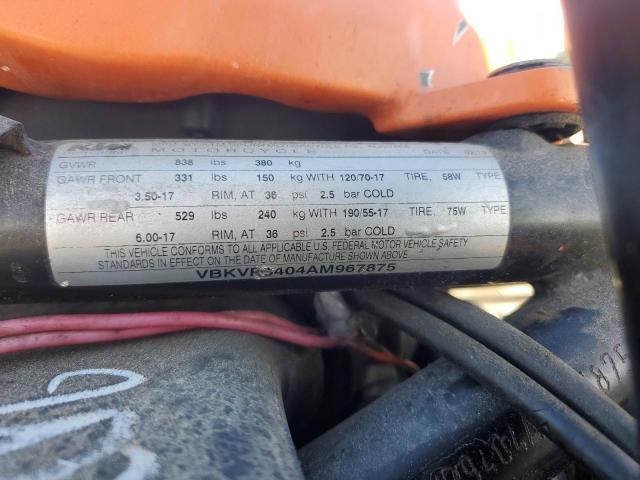 KTM
MOTORCYCLE DATE
GVWR 838 lbs 380 kg
GAWR FRONT 331 lbs 150 kg WITH 120/70-17 TIRE, 58W TYPE
3.50-17 RIM, AT 36 psi 2.5 bar COLD
GAWR REAR 529 lbs 240 kg WITH 190/55-17 TIRE, 75W TYPE
6.00-17 RIM, AT 36 psi 2.5 bar COLD
THIS VEHICLE CONFORMS TO ALL APPLICABLE U.S. FEDERAL MOTOR VEHICLE SAFETY
STANDARDS IN EFFECT ON THE DATE OF MANUFACTURE SHOWN ABOVE.